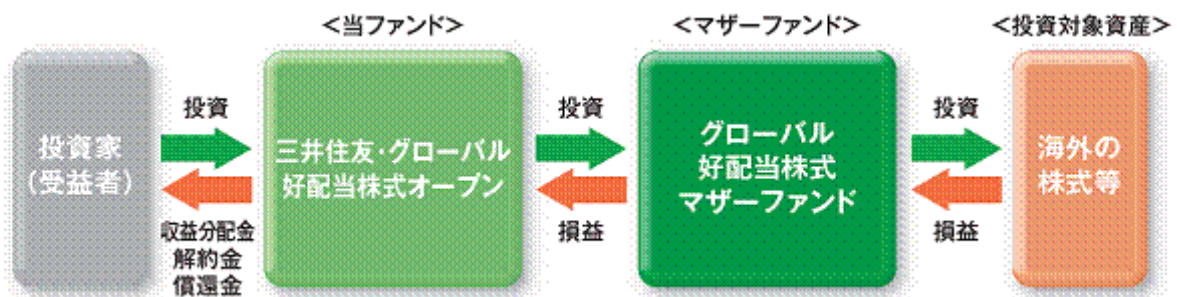 <当ファンド>
<マザーファンド>
<投資対象資産>
投資家
(受益者)
投資
収益分配金
解約金
償還金
三井住友・グローバル
好配当株式オープン
投資
損益
グローバル
好配当株式
マザーファンド
投資
損益
海外の
株式等